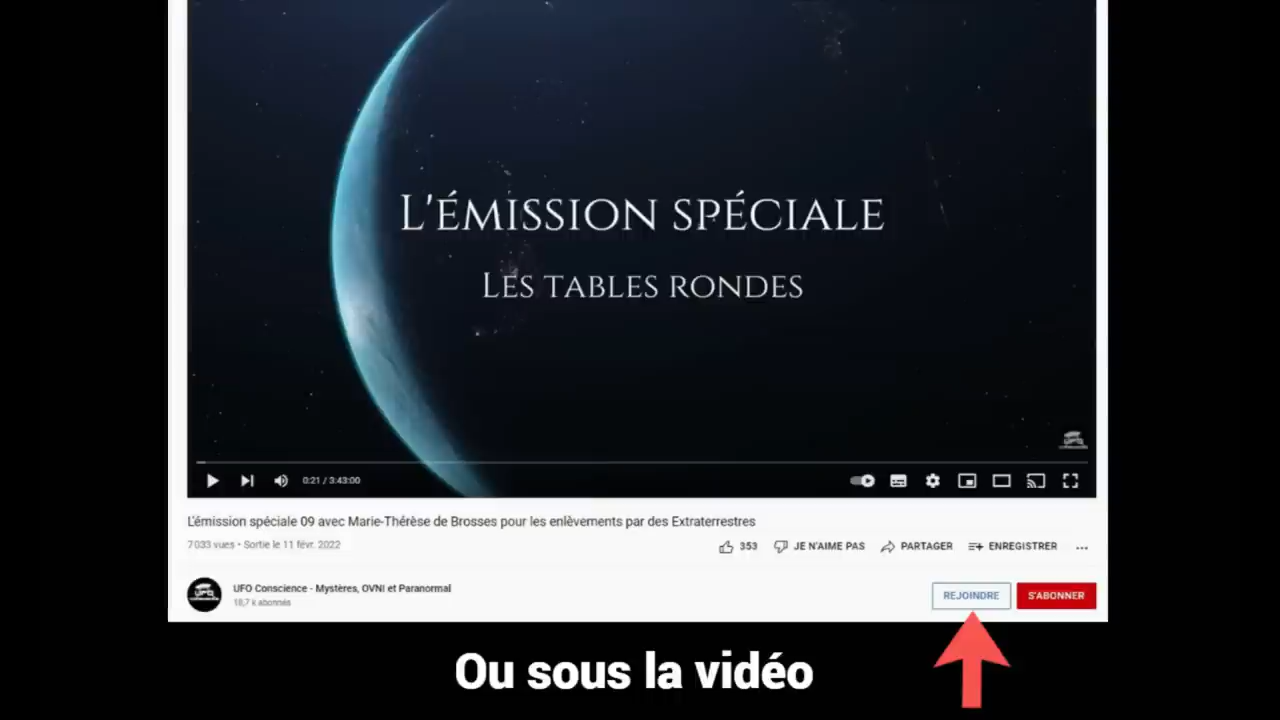 L'ÉMISSION SPÉCIALE
LES TABLES RONDES
0:21 / 3:43:00
L'émission spéciale 09 avec Marie-Thérèse de Brosses pour les enlèvements par des Extraterrestres
7 033 vues • Sortie le 11 févr. 2022
353 JE N'AIME PAS PARTAGER ENREGISTRER ...
UFO Conscience - Mystères, OVNI et Paranormal
18,7 k abonnés
REJOINDRE S'ABONNER
Ou sous la vidéo